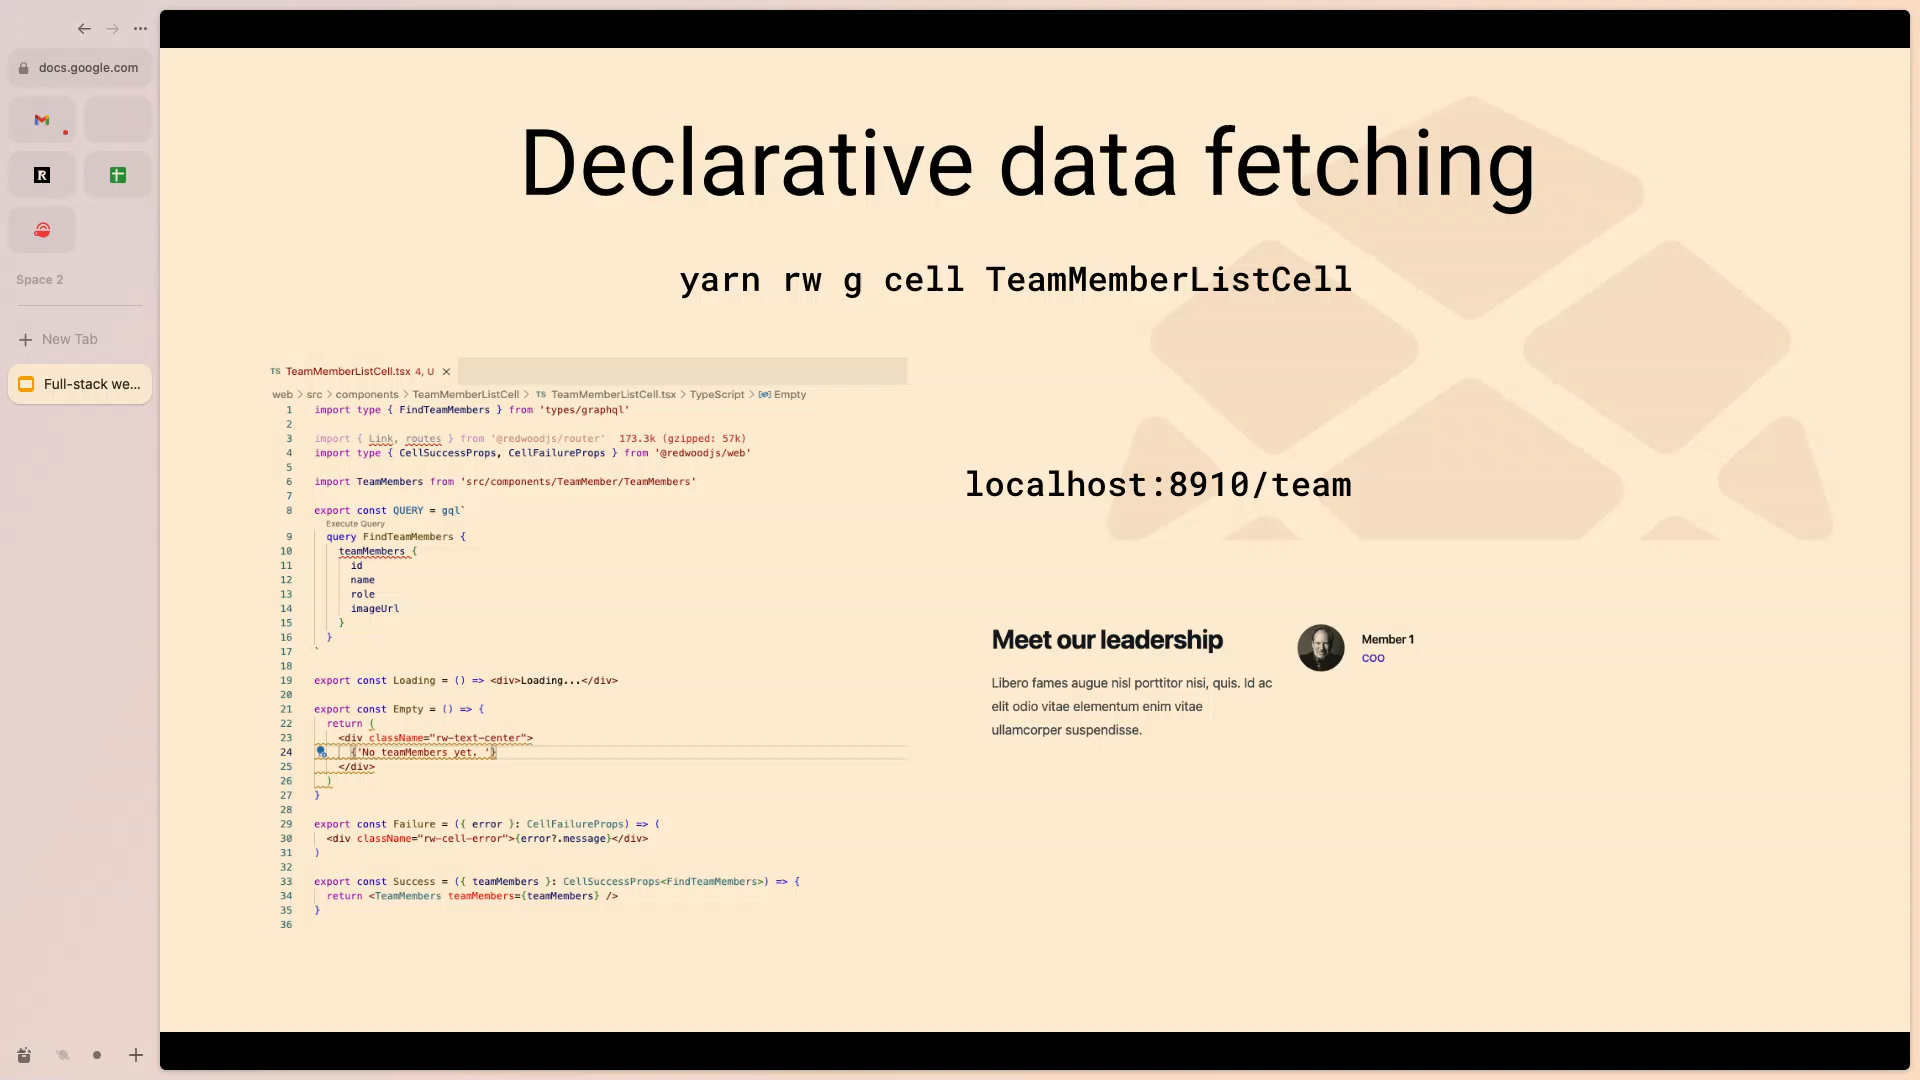 docs.google.com
Space 2
New Tab
Full-stack we...
Declarative data fetching
yarn rw g cell TeamMemberListCell
TS TeamMemberListCell.tsx 4, U
web > src > components > TeamMemberListCell > TS TeamMemberListCell.tsx > TypeScript > Empty
1 import type { FindTeamMembers } from 'types/graphql'
2
3 import { Link, routes } from '@redwoodjs/router' 173.3k (gzipped: 57k)
4 import type { CellSuccessProps, CellFailureProps } from '@redwoodjs/web'
5
6 import TeamMembers from 'src/components/TeamMember/TeamMembers'
7
8 export const QUERY = gql`
Execute Query
9 query FindTeamMembers {
10 teamMembers {
11 id
12 name
13 role
14 imageUrl
15 }
16 }
17 `
18
19 export const Loading = () => <div>Loading...</div>
20
21 export const Empty = () => {
22 return (
23 <div className="rw-text-center">
24 {'No teamMembers yet. '}
25 </div>
26 )
27 }
28
29 export const Failure = ({ error }: CellFailureProps) => (
30 <div className="rw-cell-error">{error?.message}</div>
31 )
32
33 export const Success = ({ teamMembers }: CellSuccessProps<FindTeamMembers>) => {
34 return <TeamMembers teamMembers={teamMembers} />
35 }
36
localhost:8910/team
Meet our leadership
Libero fames augue nisl porttitor nisi, quis. Id ac
elit odio vitae elementum enim vitae
ullamcorper suspendisse.
Member 1
COO